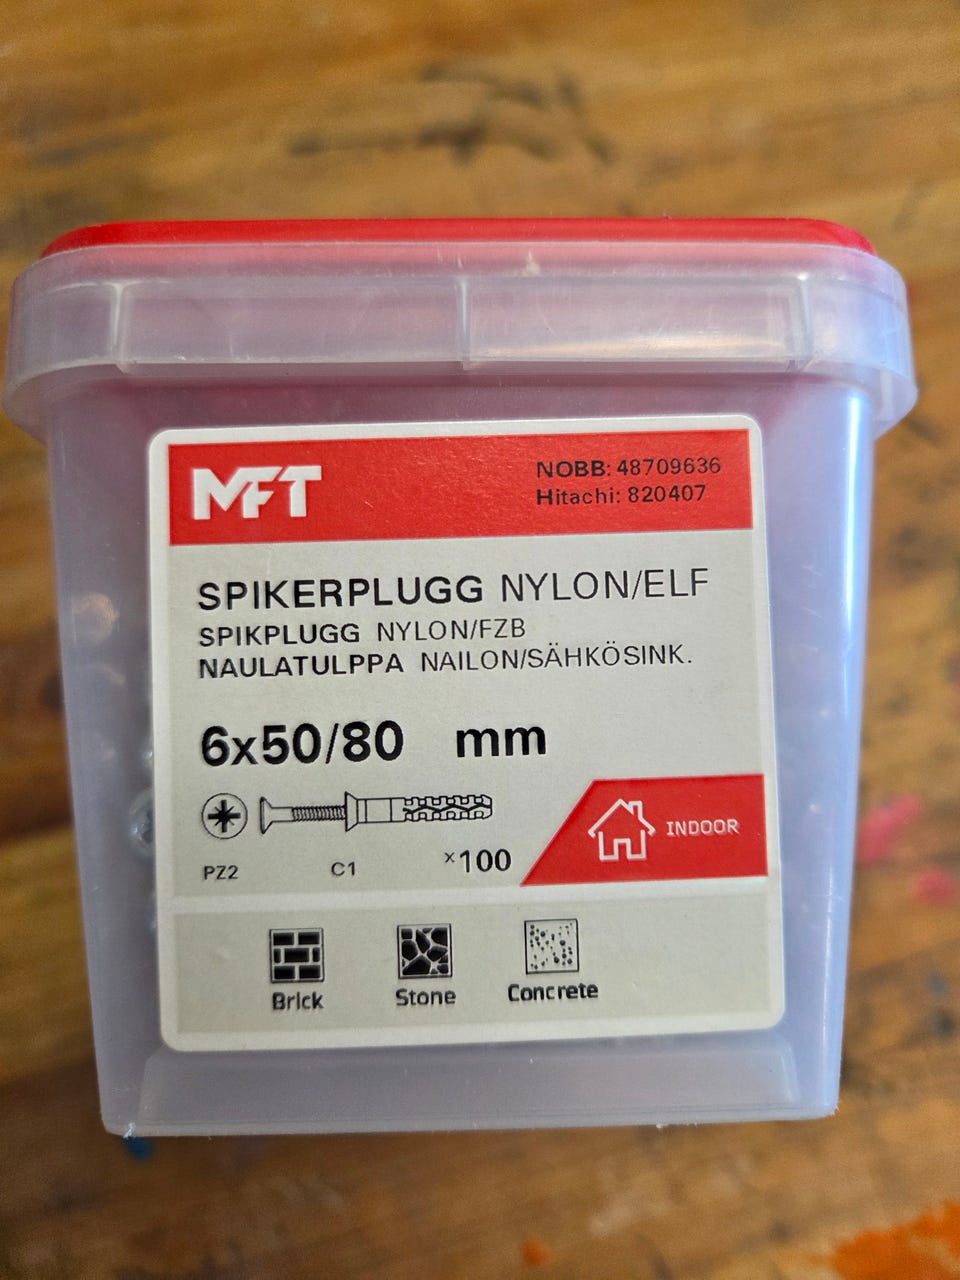 MFT
NOBB: 48709636
Hitachi: 820407
SPIKERPLUGG NYLON/ELF
SPIKPLUGG NYLON/FZB
NAULATULPPA NAILON/SÄHKÖSINK.
6x50/80 mm
PZ2
C1
x100
INDOOR
Brick
Stone
Concrete